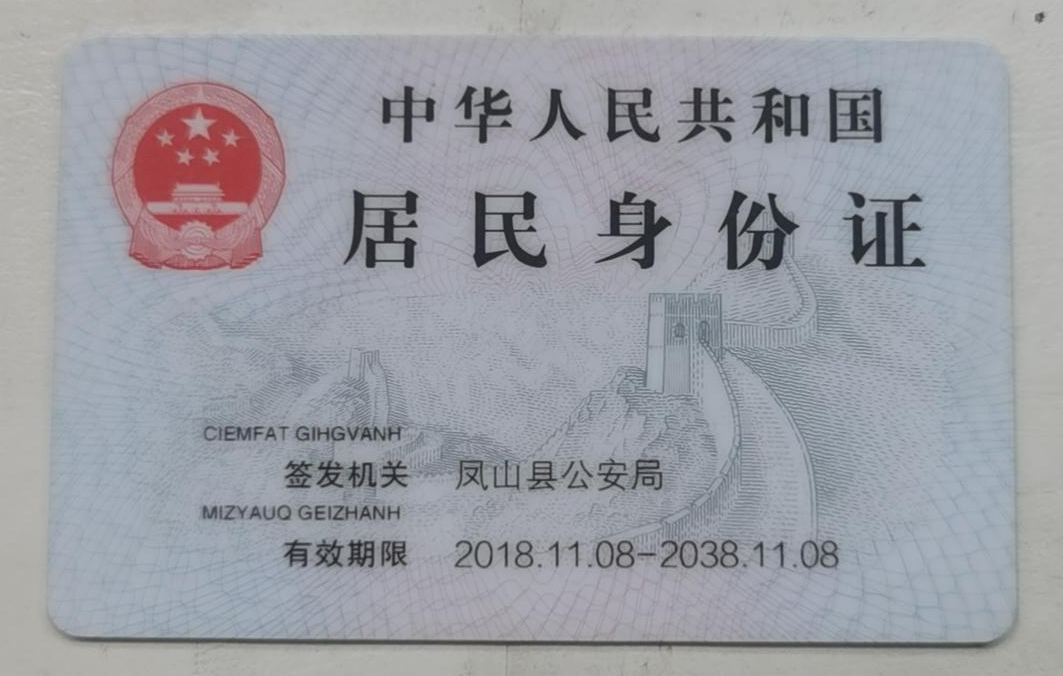 中华人民共和国
居民身份证
CIEMFAT GIHGVANH
签发机关 凤山县公安局
MIZYAUQ GEIZHANH
有效期限 2018.11.08-2038.11.08